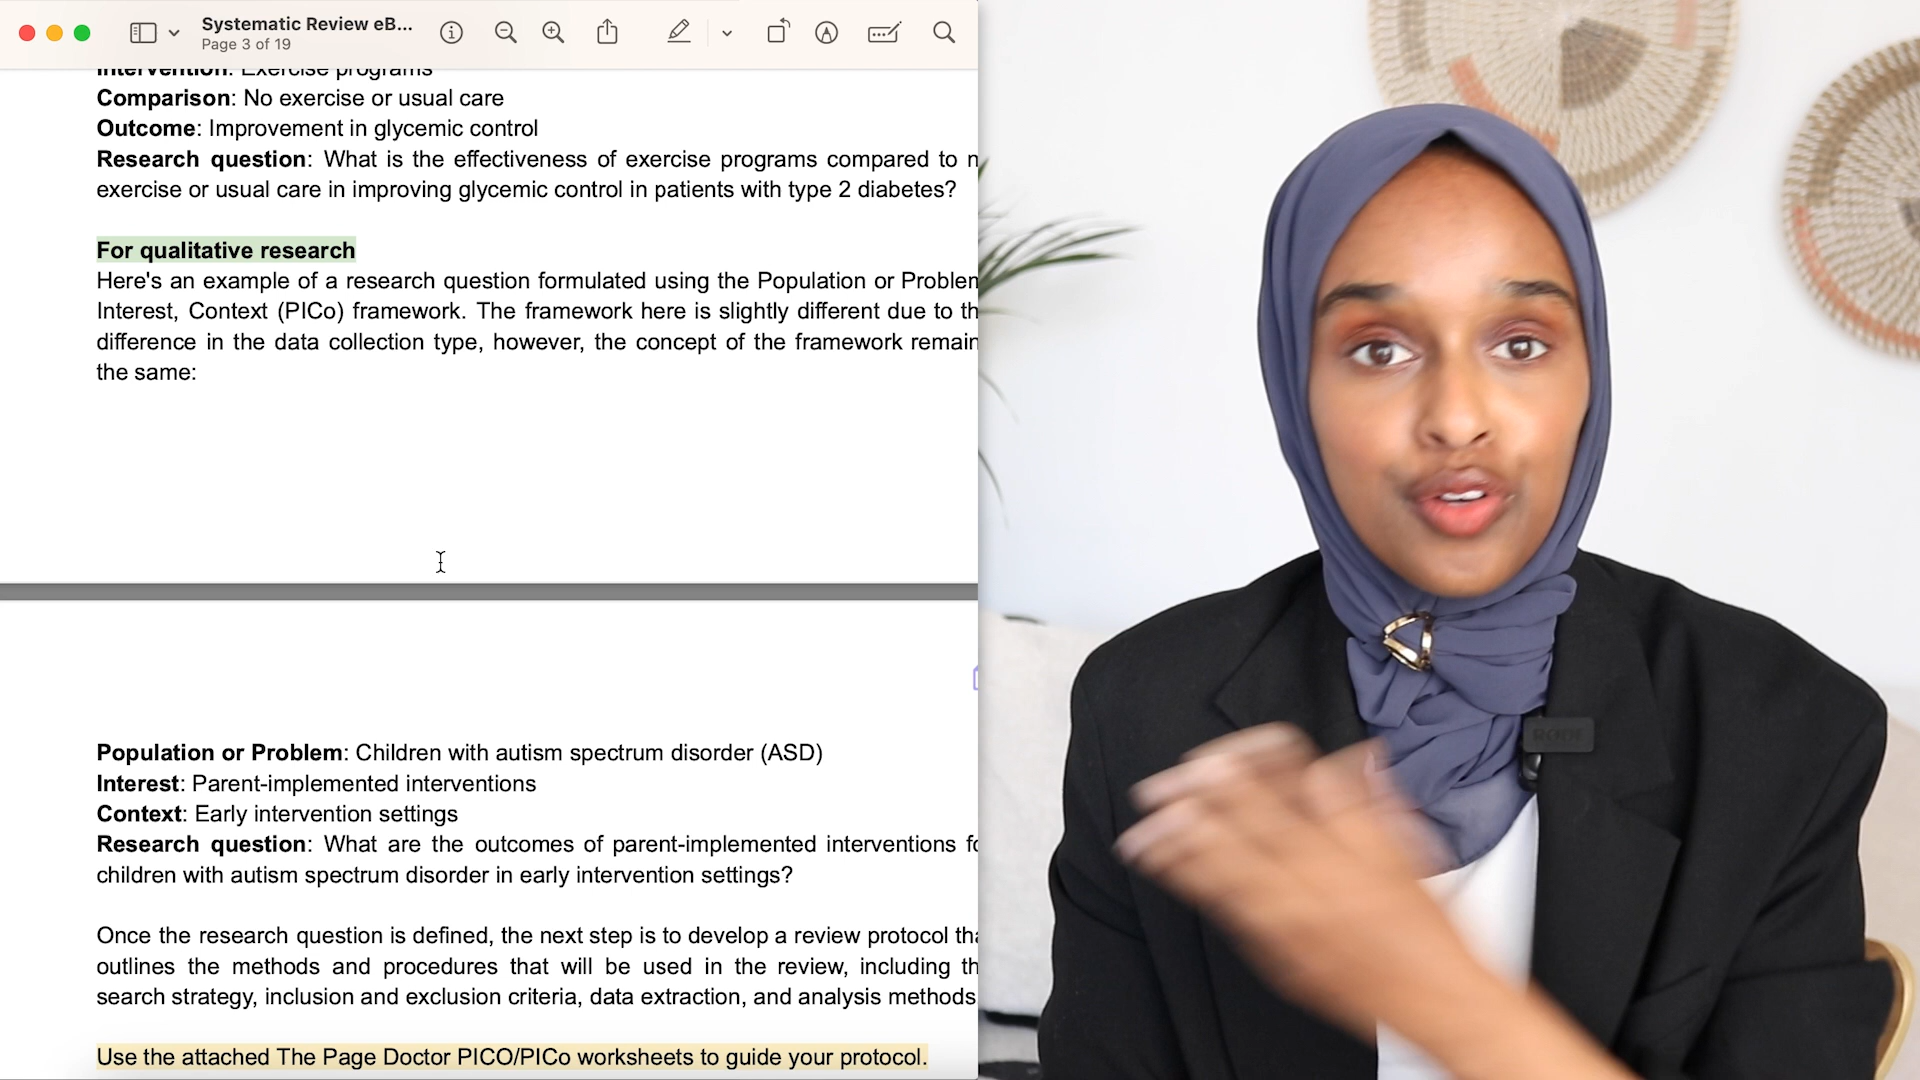 Systematic Review eB...
Page 3 of 19
Intervention: Exercise programs
Comparison: No exercise or usual care
Outcome: Improvement in glycemic control
Research question: What is the effectiveness of exercise programs compared to
exercise or usual care in improving glycemic control in patients with type 2 diabetes?
For qualitative research
Here's an example of a research question formulated using the Population or Problem
Interest, Context (PICo) framework. The framework here is slightly different due to
difference in the data collection type, however, the concept of the framework remain
the same:
Population or Problem: Children with autism spectrum disorder (ASD)
Interest: Parent-implemented interventions
Context: Early intervention settings
Research question: What are the outcomes of parent-implemented interventions
children with autism spectrum disorder in early intervention settings?
Once the research question is defined, the next step is to develop a review protocol
outlines the methods and procedures that will be used in the review, including
search strategy, inclusion and exclusion criteria, data extraction, and analysis methods
Use the attached The Page Doctor PICO/PICo worksheets to guide your protocol.
RODE